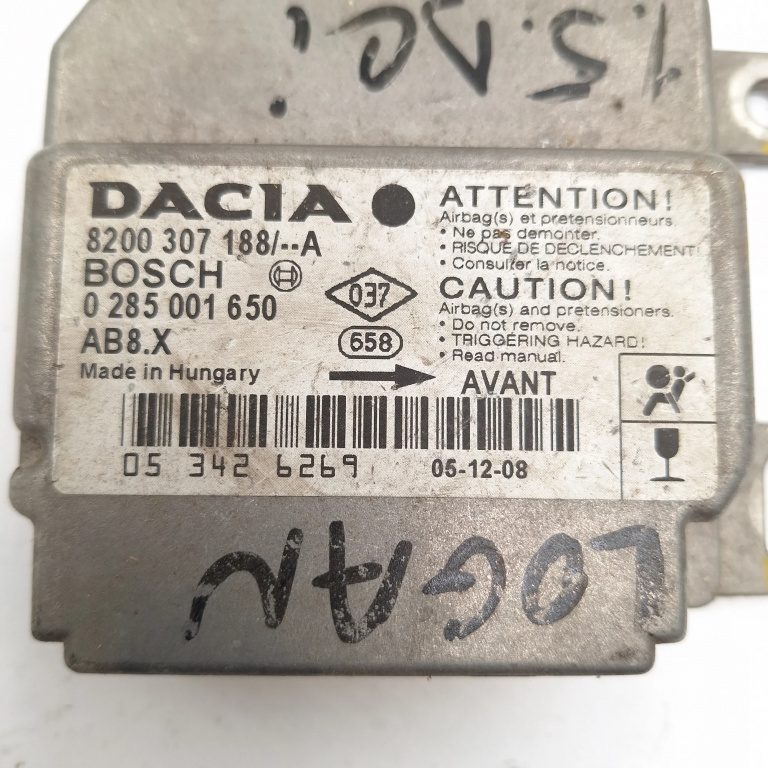 1.5 DCi
DACIA
8200 307 188/--A
BOSCH
0 285 001 650
AB8.X
Made in Hungary
037
658
ATTENTION!
Airbag(s) et pretensionneurs
• Ne pas demonter.
• RISQUE DE DECLENCHEMENT!
• Consulter la notice.
CAUTION!
Airbag(s) and pretensioners.
• Do not remove.
• TRIGGERING HAZARD!
• Read manual.
AVANT
05 342 6269
05-12-08
LOGAN